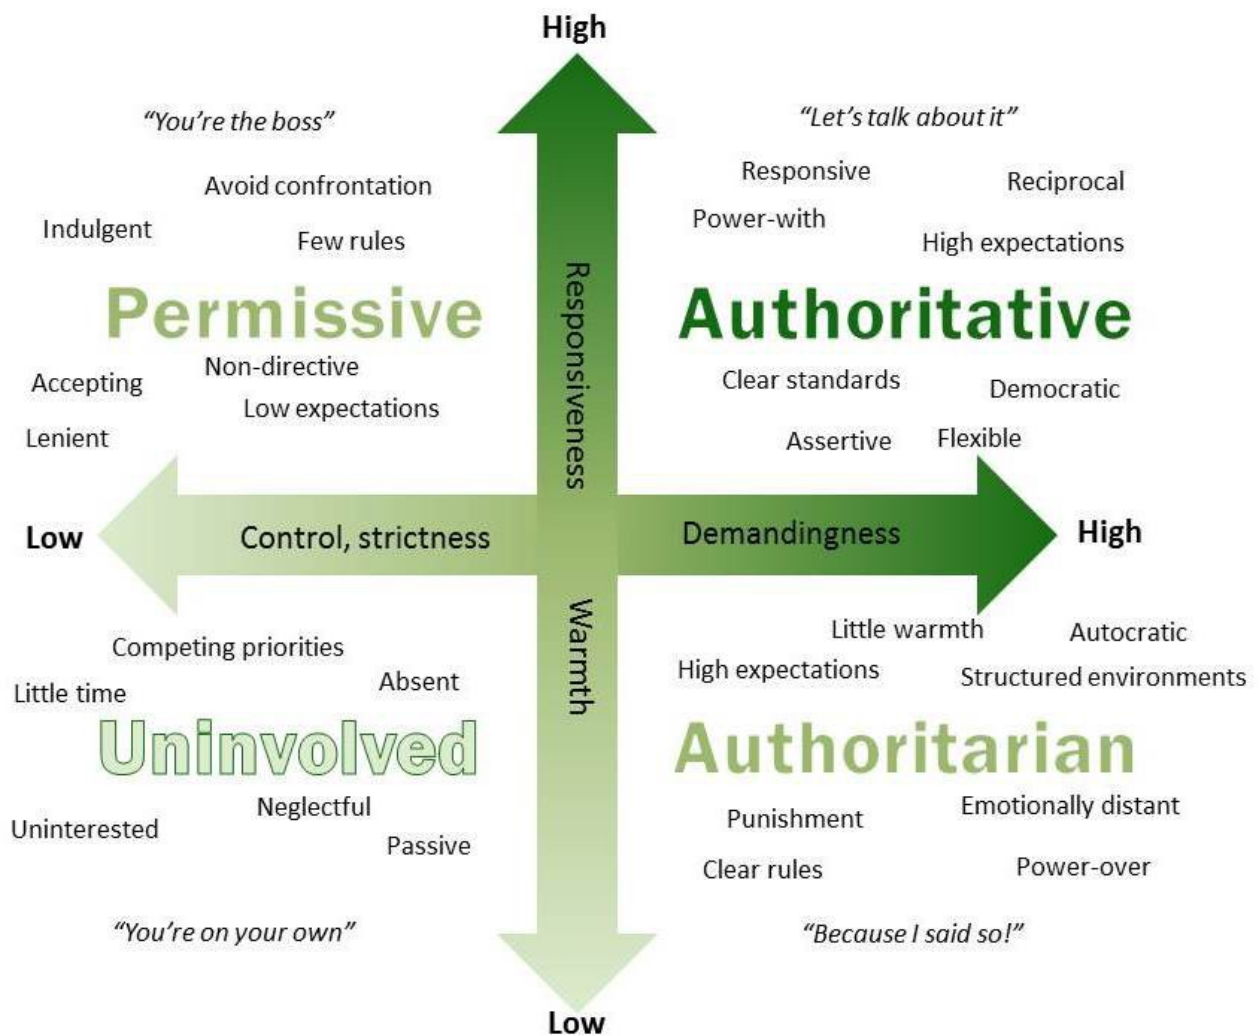 High
“You’re the boss”
Avoid confrontation
Indulgent
Few rules
Permissive
Non-directive
Accepting
Low expectations
Lenient
“Let’s talk about it”
Responsive
Reciprocal
Power-with
High expectations
Authoritative
Clear standards
Democratic
Assertive
Flexible
Responsiveness
Low
Control, strictness
Demandingness
High
Warmth
Competing priorities
Absent
Little time
Uninvolved
Neglectful
Uninterested
Passive
“You’re on your own”
Little warmth
Autocratic
High expectations
Structured environments
Authoritarian
Emotionally distant
Punishment
Clear rules
Power-over
“Because I said so!”
Low